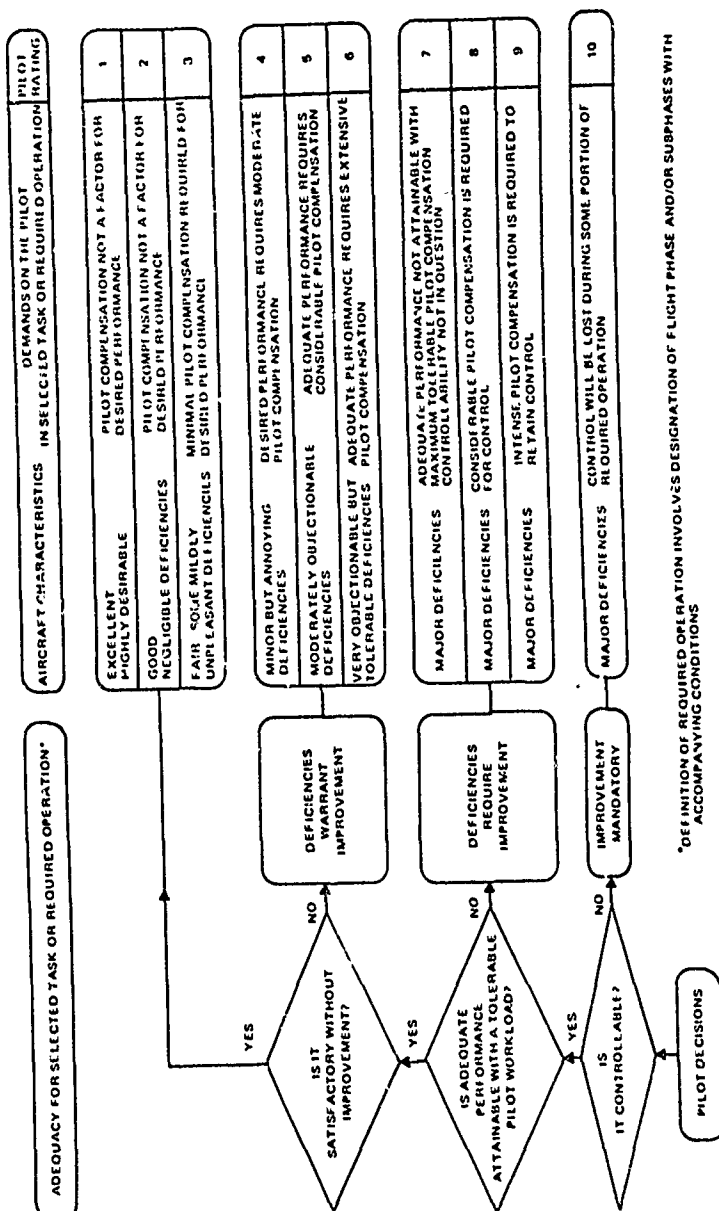 ADEQUACY FOR SELECTED TASK OR REQUIRED OPERATION*
AIRCRAFT CHARACTERISTICS
DEMANDS ON THE PILOT
IN SELECTED TASK OR REQUIRED OPERATION
PILOT
RATING
EXCELLENT
HIGHLY DESIRABLE
PILOT COMPENSATION NOT A FACTOR FOR
DESIRED PERFORMANCE
1
GOOD
NEGLIGIBLE DEFICIENCIES
PILOT COMPENSATION NOT A FACTOR FOR
DESIRED PERFORMANCE
2
FAIR SOME MILDLY
UNPLEASANT DEFICIENCIES
MINIMAL PILOT COMPENSATION REQUIRED FOR
DESIRED PERFORMANCE
3
YES
IS IT
SATISFACTORY WITHOUT
IMPROVEMENT?
NO
DEFICIENCIES
WARRANT
IMPROVEMENT
MINOR BUT ANNOYING
DEFICIENCIES
DESIRED PERFORMANCE REQUIRES MODERATE
PILOT COMPENSATION
4
MODERATELY OBJECTIONABLE
DEFICIENCIES
ADEQUATE PERFORMANCE REQUIRES
CONSIDERABLE PILOT COMPENSATION
5
VERY OBJECTIONABLE BUT
TOLERABLE DEFICIENCIES
ADEQUATE PERFORMANCE REQUIRES EXTENSIVE
PILOT COMPENSATION
6
YES
IS ADEQUATE
PERFORMANCE
ATTAINABLE WITH A TOLERABLE
PILOT WORKLOAD?
NO
DEFICIENCIES
REQUIRE
IMPROVEMENT
MAJOR DEFICIENCIES
ADEQUATE PERFORMANCE NOT ATTAINABLE WITH
MAXIMUM TOLERABLE PILOT COMPENSATION
CONTROLLABILITY NOT IN QUESTION
7
MAJOR DEFICIENCIES
CONSIDERABLE PILOT COMPENSATION IS REQUIRED
FOR CONTROL
8
MAJOR DEFICIENCIES
INTENSE PILOT COMPENSATION IS REQUIRED TO
RETAIN CONTROL
9
YES
IS
IT CONTROLLABLE?
NO
IMPROVEMENT
MANDATORY
MAJOR DEFICIENCIES
CONTROL WILL BE LOST DURING SOME PORTION OF
REQUIRED OPERATION
10
PILOT DECISIONS
*DEFINITION OF REQUIRED OPERATION INVOLVES DESIGNATION OF FLIGHT PHASE AND/OR SUBPHASES WITH
ACCOMPANYING CONDITIONS